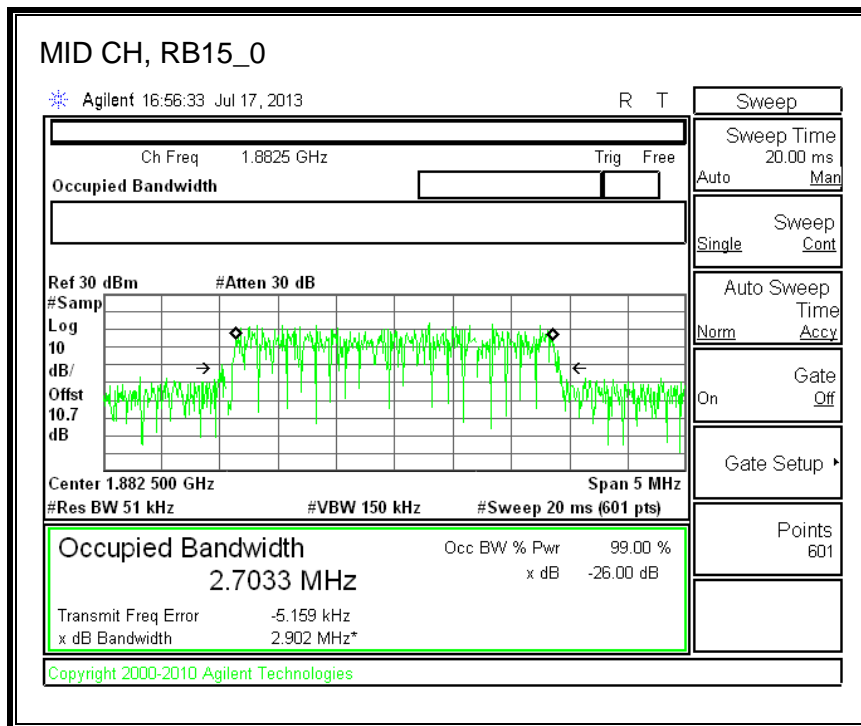 MID CH, RB15_0
Agilent 16:56:33 Jul 17, 2013 R T
Ch Freq 1.8825 GHz Trig Free
Occupied Bandwidth
Ref 30 dBm #Atten 30 dB
#Samp
Log
10
dB/
Offst
10.7
dB
Center 1.882 500 GHz Span 5 MHz
#Res BW 51 kHz #VBW 150 kHz #Sweep 20 ms (601 pts)
Occupied Bandwidth Occ BW % Pwr 99.00 %
2.7033 MHz x dB -26.00 dB
Transmit Freq Error -5.159 kHz
x dB Bandwidth 2.902 MHz*
Copyright 2000-2010 Agilent Technologies
Sweep
Sweep Time
20.00 ms
Auto Man
Sweep
Single Cont
Auto Sweep
Time
Norm Accy
Gate
On Off
Gate Setup
Points
601